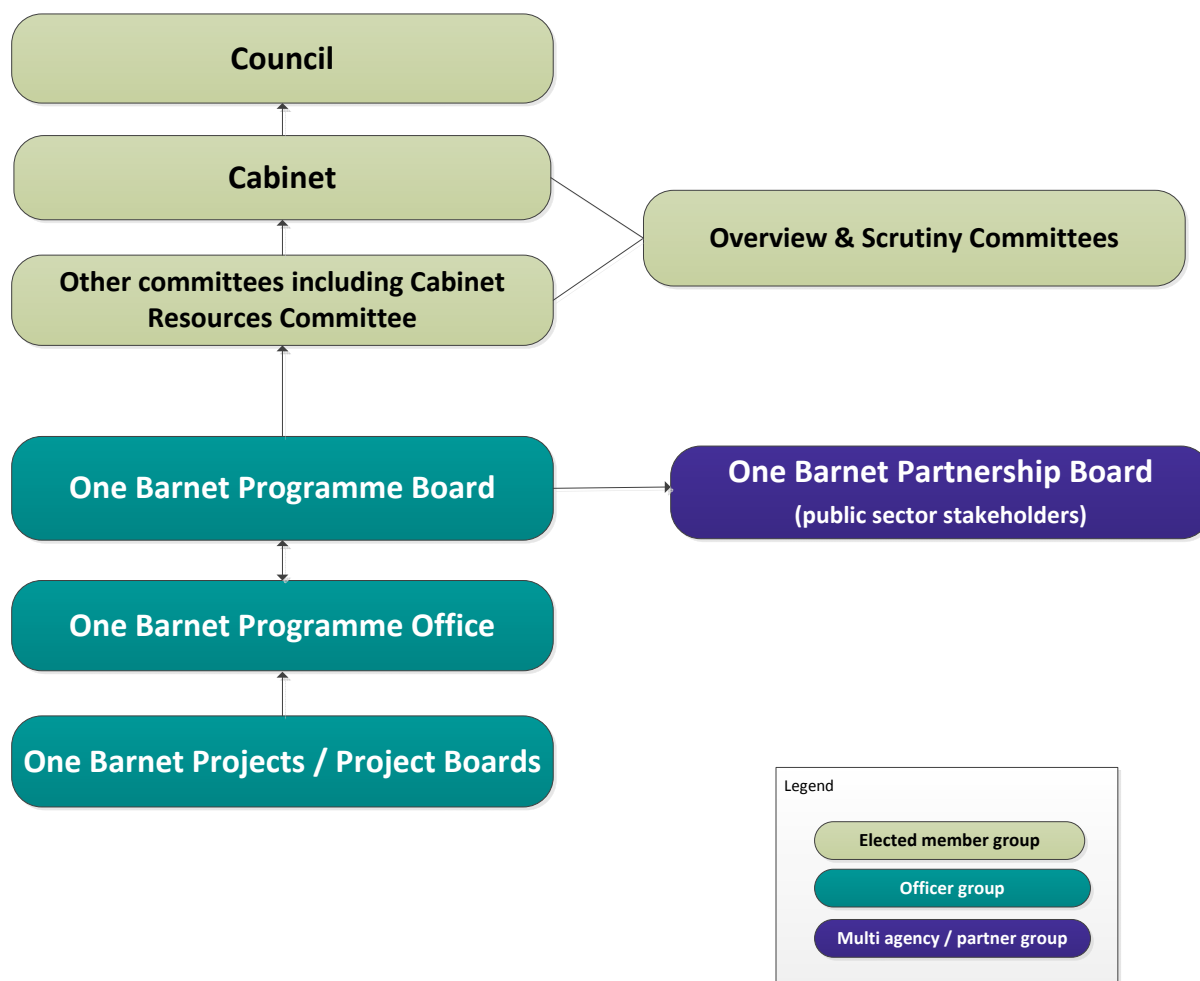 Council
Cabinet
Overview & Scrutiny Committees
Other committees including Cabinet
Resources Committee
One Barnet Programme Board
One Barnet Partnership Board
(public sector stakeholders)
One Barnet Programme Office
One Barnet Projects / Project Boards
Legend
Elected member group
Officer group
Multi agency / partner group